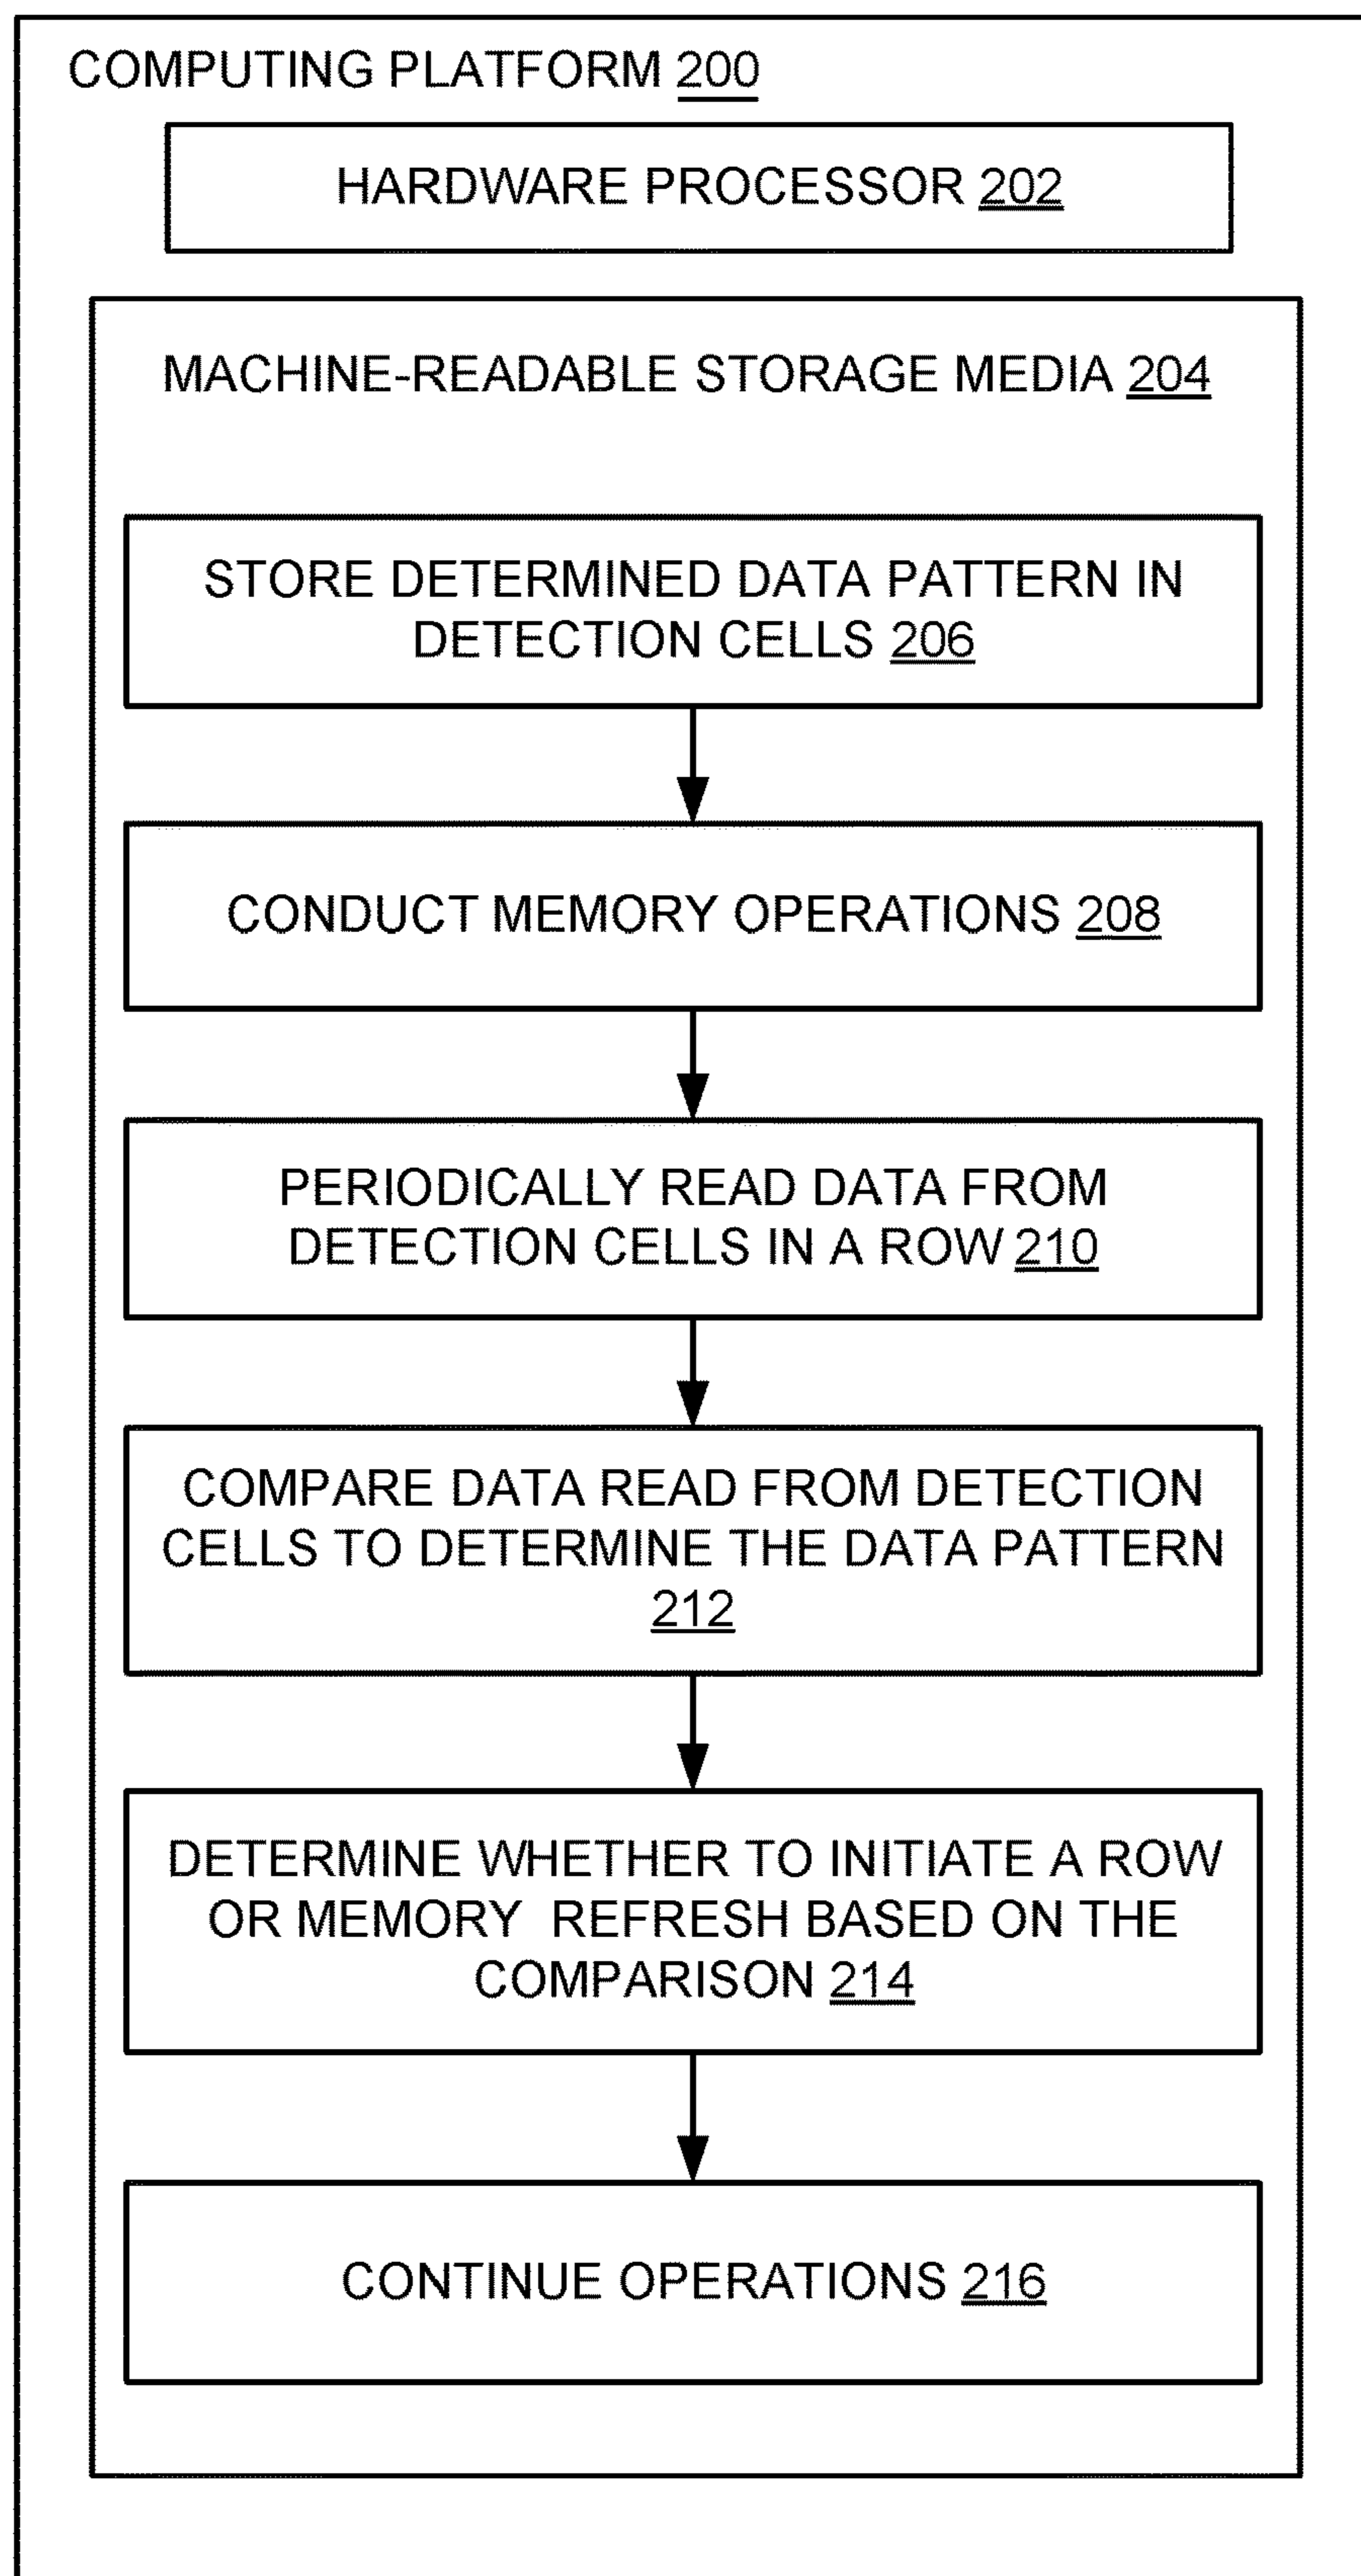 COMPUTING PLATFORM 200
HARDWARE PROCESSOR 202
MACHINE-READABLE STORAGE MEDIA 204
STORE DETERMINED DATA PATTERN IN
DETECTION CELLS 206
CONDUCT MEMORY OPERATIONS 208
PERIODICALLY READ DATA FROM
DETECTION CELLS IN A ROW 210
COMPARE DATA READ FROM DETECTION
CELLS TO DETERMINE THE DATA PATTERN
212
DETERMINE WHETHER TO INITIATE A ROW
OR MEMORY REFRESH BASED ON THE
COMPARISON 214
CONTINUE OPERATIONS 216